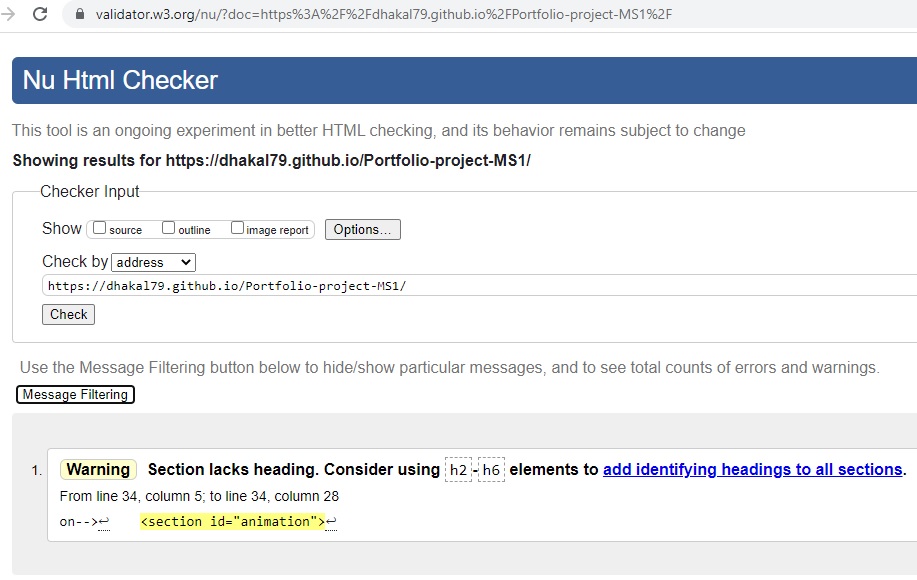 validator.w3.org/nu/?doc=https%3A%2F%2Fdhakal79.github.io%2FPortfolio-project-MS1%2F
Nu Html Checker
This tool is an ongoing experiment in better HTML checking, and its behavior remains subject to change
Showing results for https://dhakal79.github.io/Portfolio-project-MS1/
Checker Input
Show source outline image report Options...
Check by address
https://dhakal79.github.io/Portfolio-project-MS1/
Check
Use the Message Filtering button below to hide/show particular messages, and to see total counts of errors and warnings.
Message Filtering
1. Warning Section lacks heading. Consider using h2-h6 elements to add identifying headings to all sections.
From line 34, column 5; to line 34, column 28
on-->↩ <section id="animation">↩